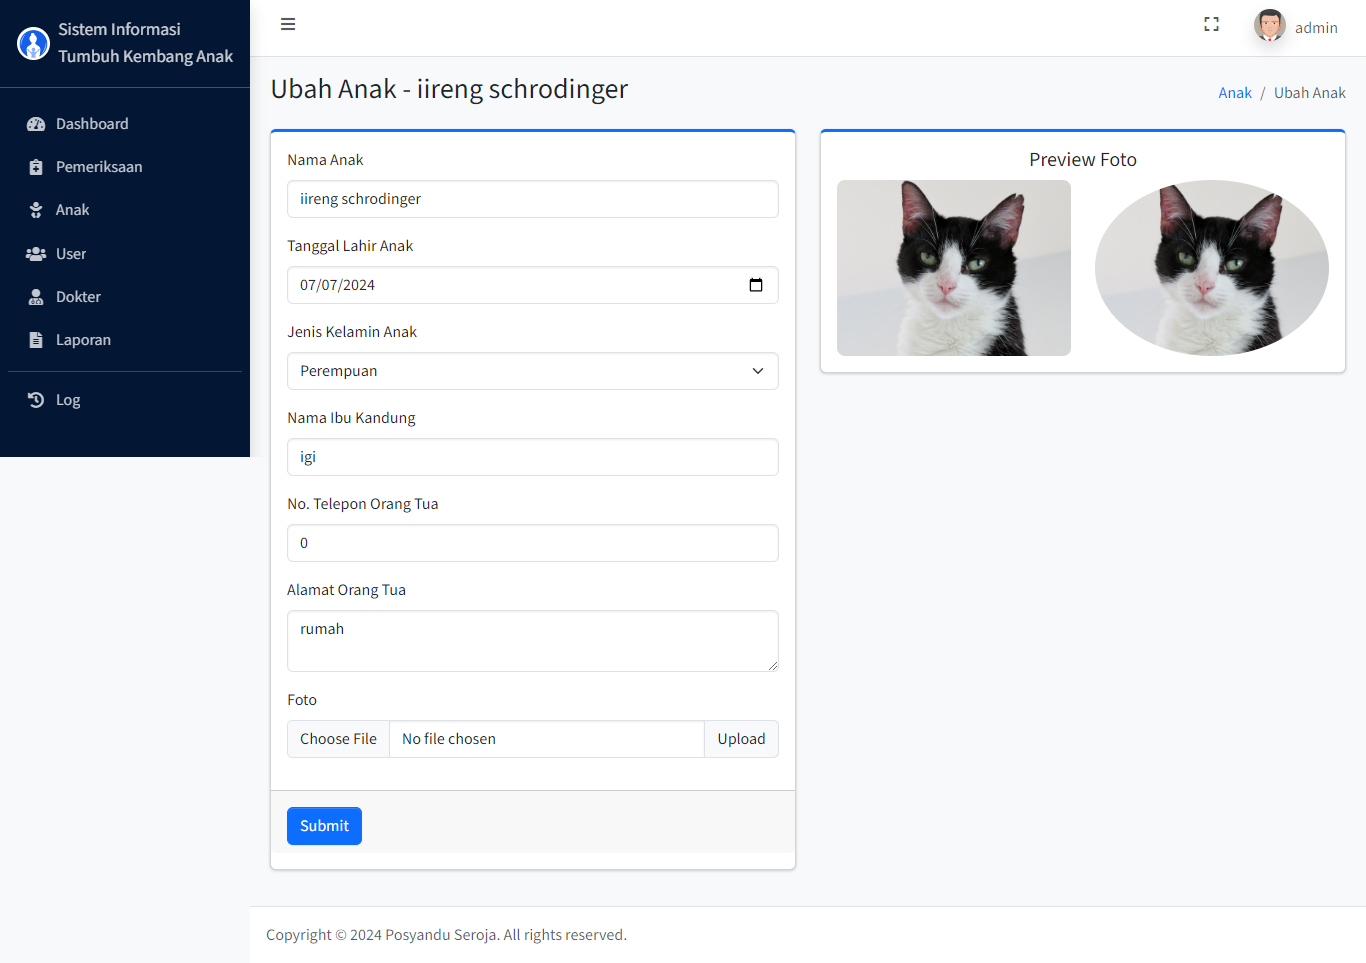 Sistem Informasi
Tumbuh Kembang Anak
Dashboard
Pemeriksaan
Anak
User
Dokter
Laporan
Log
admin
Ubah Anak - iireng schrodinger
Anak / Ubah Anak
Nama Anak
iireng schrodinger
Tanggal Lahir Anak
07/07/2024
Jenis Kelamin Anak
Perempuan
Nama Ibu Kandung
igi
No. Telepon Orang Tua
0
Alamat Orang Tua
rumah
Foto
Choose File No file chosen Upload
Submit
Preview Foto
Copyright © 2024 Posyandu Seroja. All rights reserved.